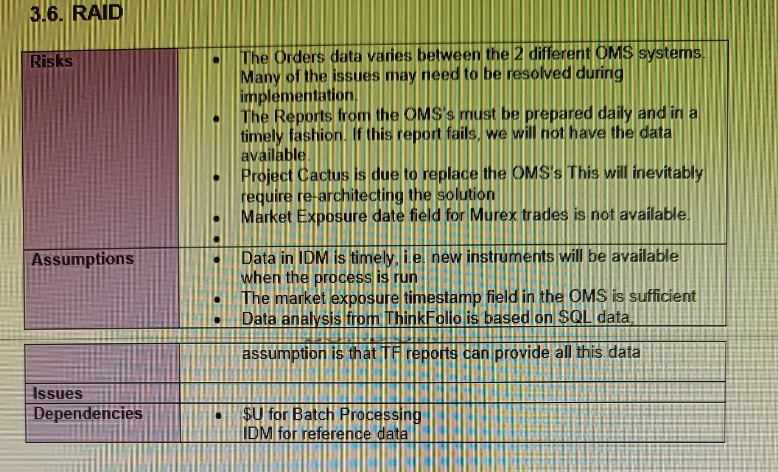 3.6. RAID
Risks
• The Orders data varies between the 2 different OMS systems.
Many of the issues may need to be resolved during
implementation.
• The Reports from the OMS's must be prepared daily and in a
timely fashion. If this report fails, we will not have the data
available.
• Project Cactus is due to replace the OMS's This will inevitably
require re-architecting the solution
• Market Exposure date field for Murex trades is not available.
•
Assumptions
• Data in IDM is timely, i.e. new instruments will be available
when the process is run
• The market exposure timestamp field in the OMS is sufficient
• Data analysis from ThinkFolio is based on SQL data,
assumption is that TF reports can provide all this data
Issues
Dependencies
• $U for Batch Processing
IDM for reference data